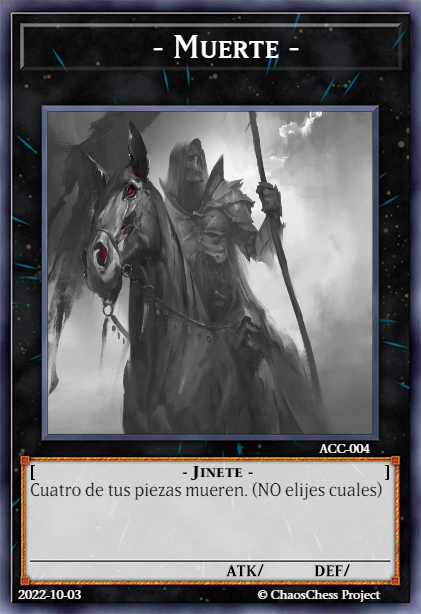 - Muerte -
ACC-004
[ - Jinete - ]
Cuatro de tus piezas mueren. (NO elijes cuales)
ATK/ DEF/
2022-10-03 © ChaosChess Project